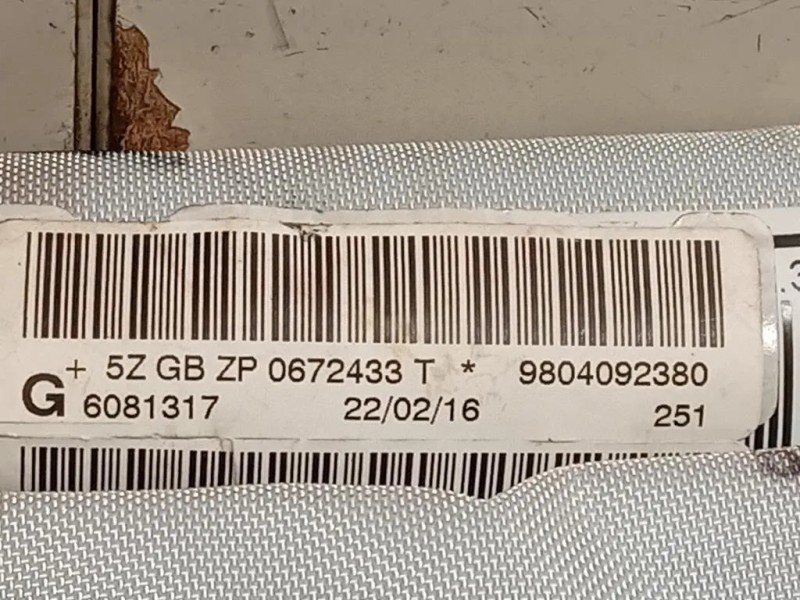 + 5Z GB ZP 0672433 T * 9804092380
G 6081317 22/02/16 251